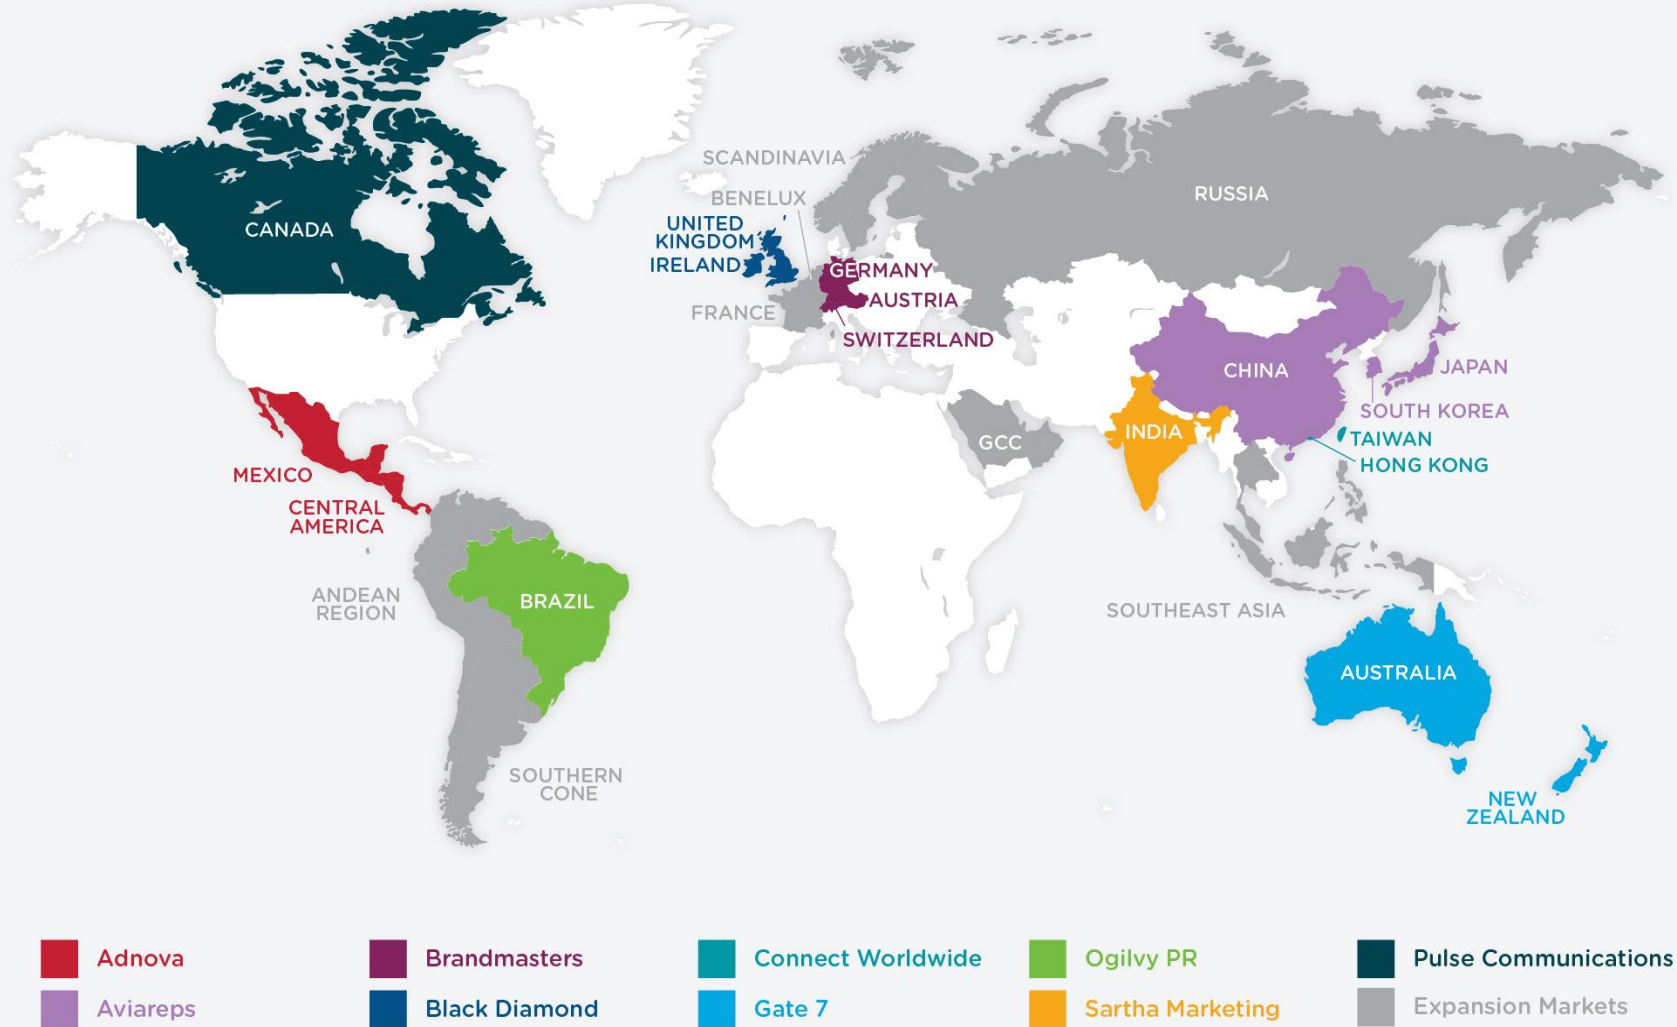 SCANDINAVIA
BENELUX
RUSSIA
UNITED
KINGDOM
IRELAND
CANADA
GERMANY
AUSTRIA
FRANCE
SWITZERLAND
CHINA
JAPAN
SOUTH KOREA
INDIA
TAIWAN
GCC
HONG KONG
MEXICO
CENTRAL
AMERICA
ANDEAN
REGION
BRAZIL
SOUTHEAST ASIA
AUSTRALIA
SOUTHERN
CONE
NEW
ZEALAND
Adnova
Brandmasters
Connect Worldwide
Ogilvy PR
Pulse Communications
Aviareps
Black Diamond
Gate 7
Sartha Marketing
Expansion Markets